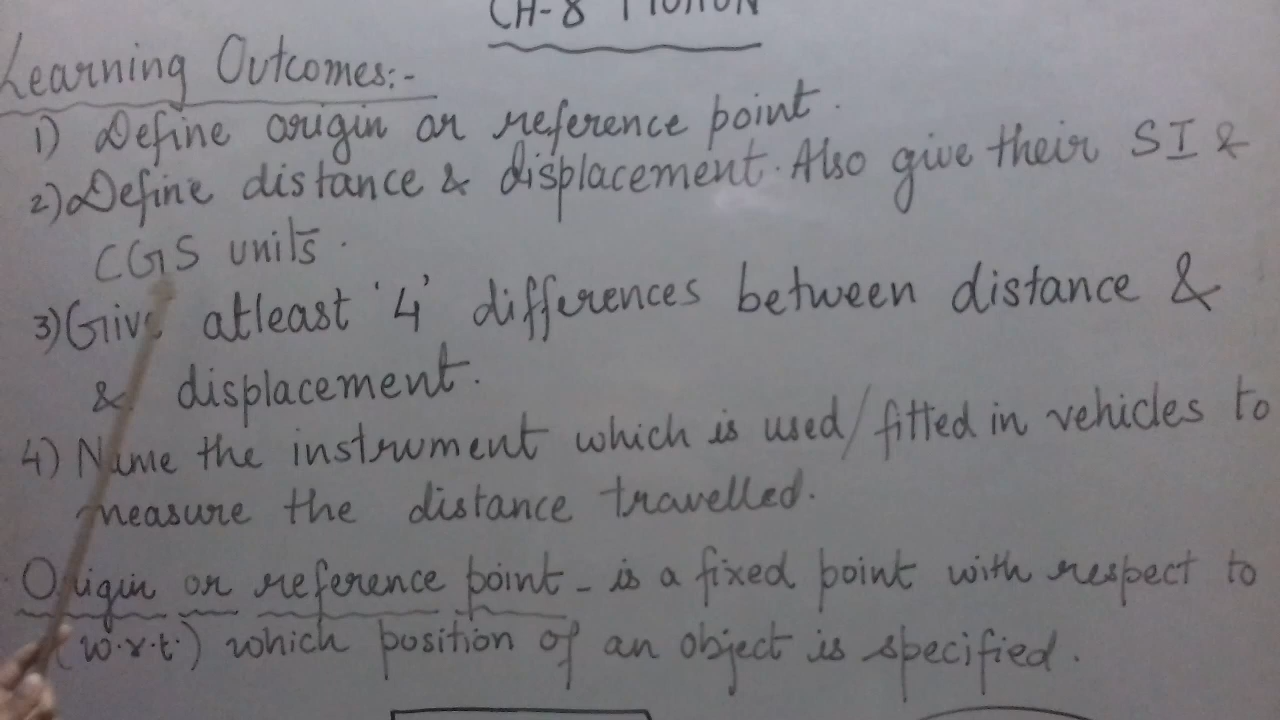 CH-8 MOTION
Learning Outcomes:-
1) Define origin or reference point.
2) Define distance & displacement. Also give their SI &
CGS units.
3) Give atleast '4' differences between distance &
& displacement.
4) Name the instrument which is used/fitted in vehicles to
measure the distance travelled.
Origin or reference point - is a fixed point with respect to
(w.r.t.) which position of an object is specified.